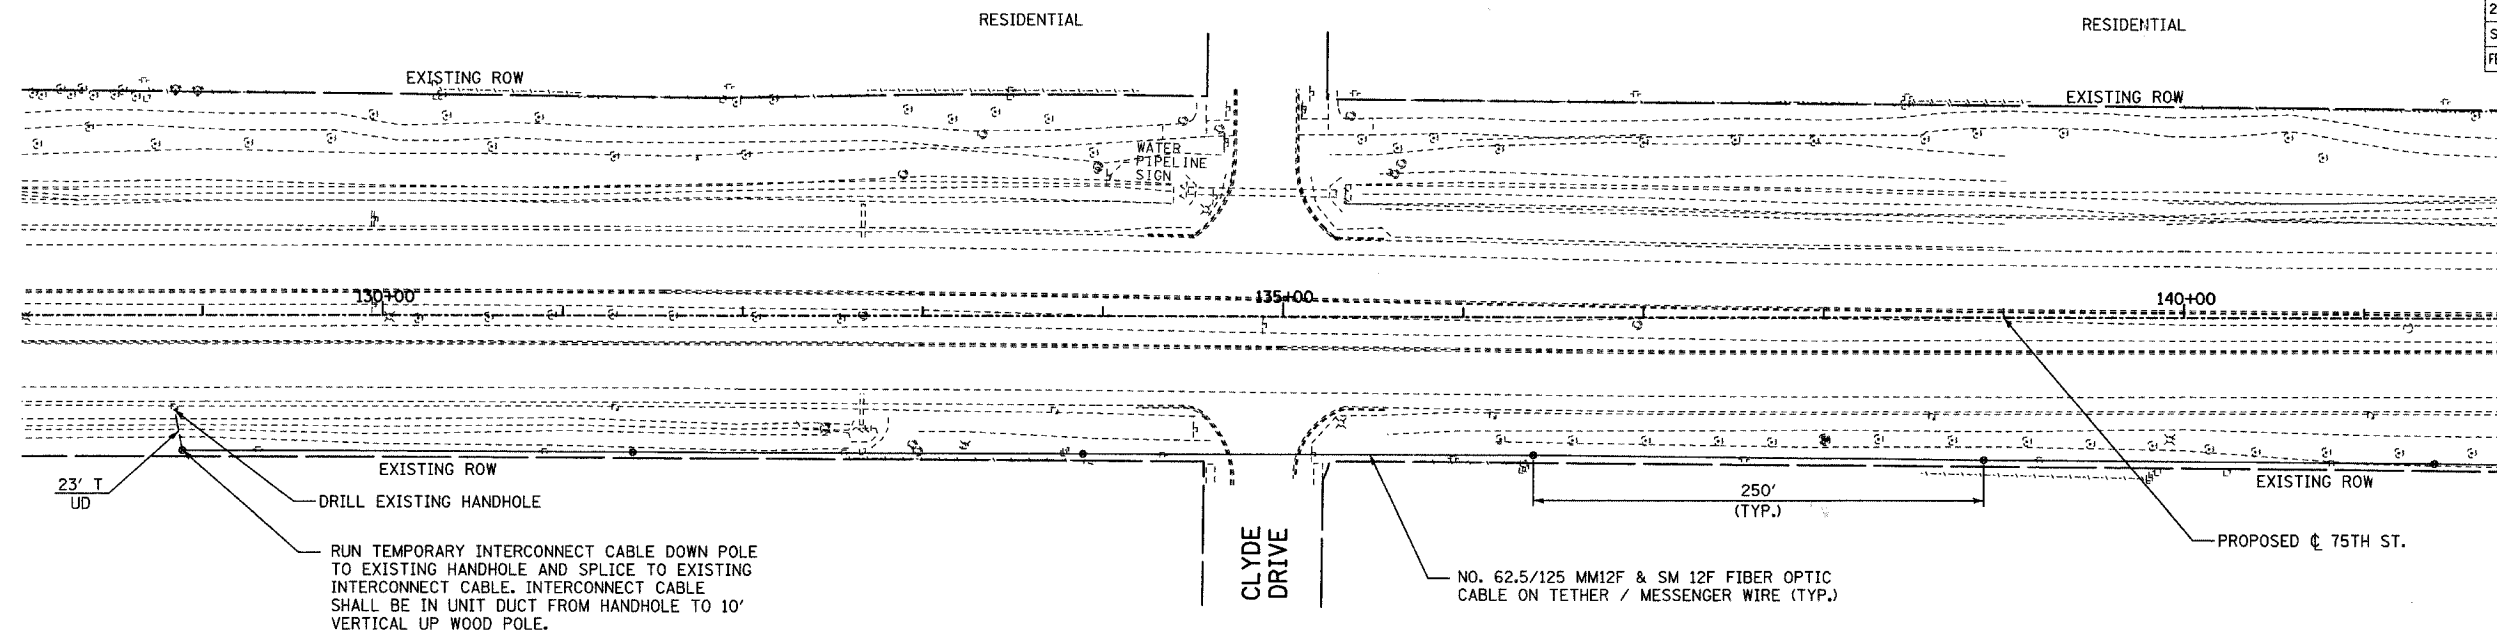 RESIDENTIAL
RESIDENTIAL
EXISTING ROW
EXISTING ROW
WATER
PIPELINE
SIGN
130+00
135+00
140+00
EXISTING ROW
EXISTING ROW
23' T
UD
DRILL EXISTING HANDHOLE
250'
(TYP.)
PROPOSED ℄ 75TH ST.
RUN TEMPORARY INTERCONNECT CABLE DOWN POLE
TO EXISTING HANDHOLE AND SPLICE TO EXISTING
INTERCONNECT CABLE. INTERCONNECT CABLE
SHALL BE IN UNIT DUCT FROM HANDHOLE TO 10'
VERTICAL UP WOOD POLE.
CLYDE
DRIVE
NO. 62.5/125 MM12F & SM 12F FIBER OPTIC
CABLE ON TETHER / MESSENGER WIRE (TYP.)